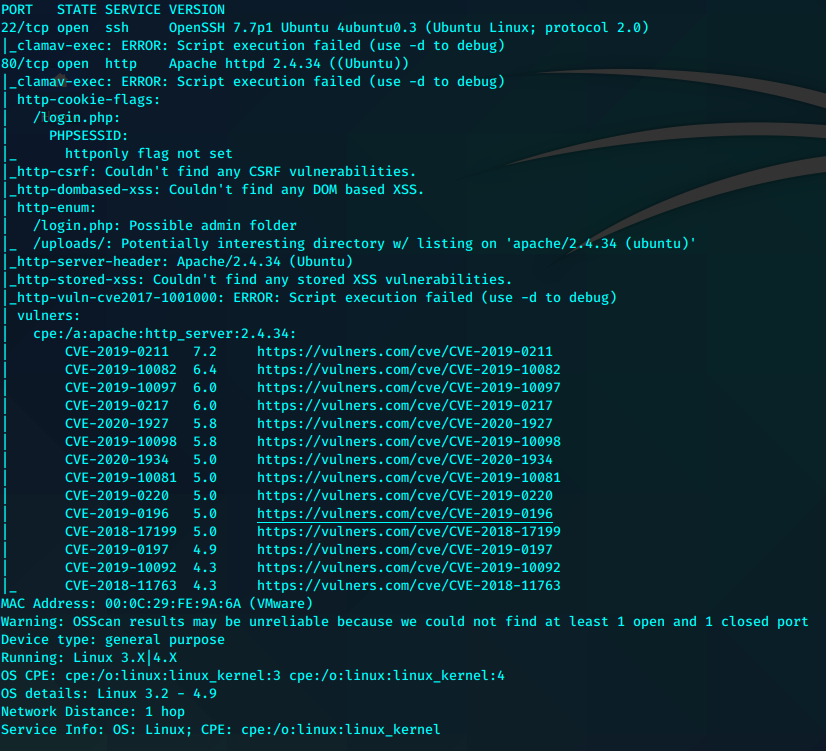 PORT   STATE SERVICE VERSION
22/tcp open  ssh     OpenSSH 7.7p1 Ubuntu 4ubuntu0.3 (Ubuntu Linux; protocol 2.0)
|_clamav-exec: ERROR: Script execution failed (use -d to debug)
80/tcp open  http    Apache httpd 2.4.34 ((Ubuntu))
|_clamav-exec: ERROR: Script execution failed (use -d to debug)
| http-cookie-flags:
|   /login.php:
|     PHPSESSID:
|_      httponly flag not set
|_http-csrf: Couldn't find any CSRF vulnerabilities.
|_http-dombased-xss: Couldn't find any DOM based XSS.
| http-enum:
|   /login.php: Possible admin folder
|_  /uploads/: Potentially interesting directory w/ listing on 'apache/2.4.34 (ubuntu)'
|_http-server-header: Apache/2.4.34 (Ubuntu)
|_http-stored-xss: Couldn't find any stored XSS vulnerabilities.
|_http-vuln-cve2017-1001000: ERROR: Script execution failed (use -d to debug)
| vulners:
|   cpe:/a:apache:http_server:2.4.34:
|       CVE-2019-0211   7.2     https://vulners.com/cve/CVE-2019-0211
|       CVE-2019-10082  6.4     https://vulners.com/cve/CVE-2019-10082
|       CVE-2019-10097  6.0     https://vulners.com/cve/CVE-2019-10097
|       CVE-2019-0217   6.0     https://vulners.com/cve/CVE-2019-0217
|       CVE-2020-1927   5.8     https://vulners.com/cve/CVE-2020-1927
|       CVE-2019-10098  5.8     https://vulners.com/cve/CVE-2019-10098
|       CVE-2020-1934   5.0     https://vulners.com/cve/CVE-2020-1934
|       CVE-2019-10081  5.0     https://vulners.com/cve/CVE-2019-10081
|       CVE-2019-0220   5.0     https://vulners.com/cve/CVE-2019-0220
|       CVE-2019-0196   5.0     https://vulners.com/cve/CVE-2019-0196
|       CVE-2018-17199  5.0     https://vulners.com/cve/CVE-2018-17199
|       CVE-2019-0197   4.9     https://vulners.com/cve/CVE-2019-0197
|       CVE-2019-10092  4.3     https://vulners.com/cve/CVE-2019-10092
|_      CVE-2018-11763  4.3     https://vulners.com/cve/CVE-2018-11763
MAC Address: 00:0C:29:FE:9A:6A (VMware)
Warning: OSScan results may be unreliable because we could not find at least 1 open and 1 closed port
Device type: general purpose
Running: Linux 3.X|4.X
OS CPE: cpe:/o:linux:linux_kernel:3 cpe:/o:linux:linux_kernel:4
OS details: Linux 3.2 - 4.9
Network Distance: 1 hop
Service Info: OS: Linux; CPE: cpe:/o:linux:linux_kernel